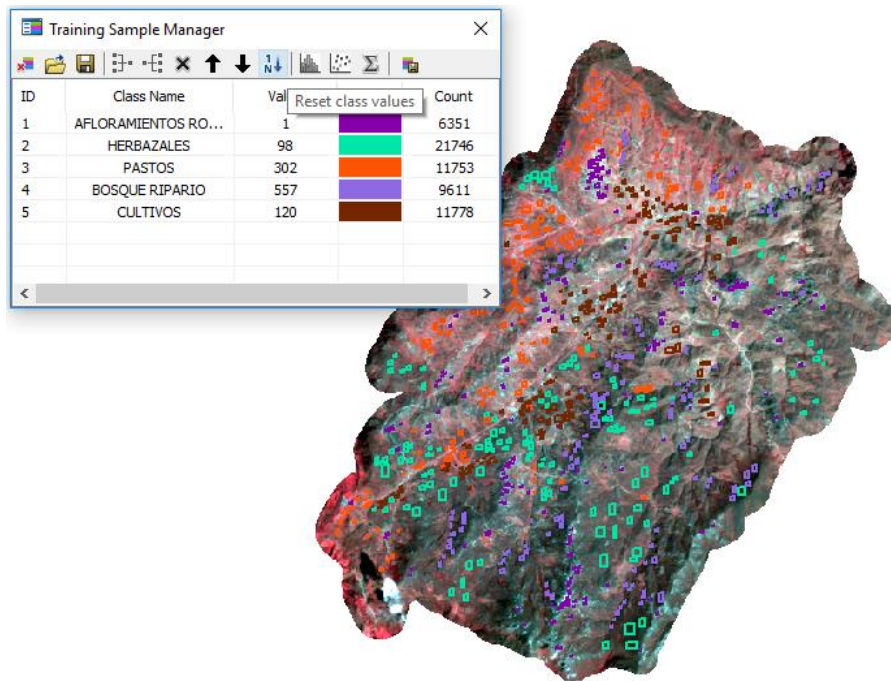 Training Sample Manager
ID Class Name Val Count
Reset class values
1 AFLORAMIENTOS RO... 1 6351
2 HERBAZALES 98 21746
3 PASTOS 302 11753
4 BOSQUE RIPARIO 557 9611
5 CULTIVOS 120 11778